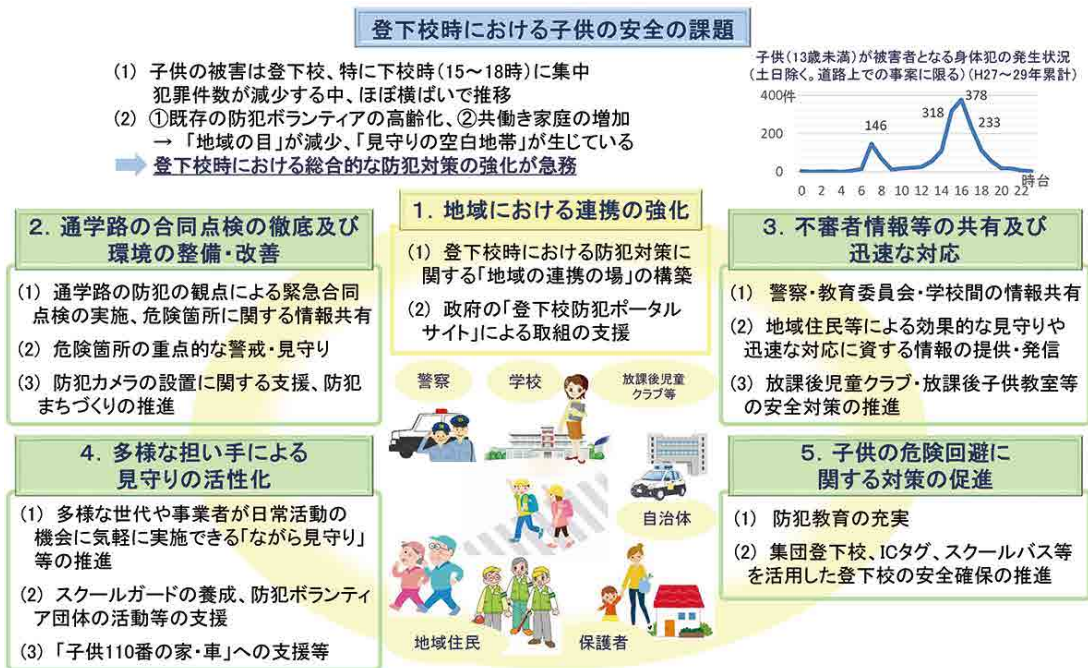 登下校時における子供の安全の課題
(1) 子供の被害は登下校、特に下校時(15～18時)に集中
犯罪件数が減少する中、ほぼ横ばいで推移
(2) ①既存の防犯ボランティアの高齢化、②共働き家庭の増加
→ 「地域の目」が減少、「見守りの空白地帯」が生じている
登下校時における総合的な防犯対策の強化が急務
子供(13歳未満)が被害者となる身体犯の発生状況
(土日除く。道路上での事案に限る)(H27～29年累計)
400件
200
0
146
318
378
233
0 2 4 6 8 10 12 14 16 18 20 22
時台
1. 地域における連携の強化
(1) 登下校時における防犯対策に
関する「地域の連携の場」の構築
(2) 政府の「登下校防犯ポータル
サイト」による取組の支援
2. 通学路の合同点検の徹底及び
環境の整備・改善
(1) 通学路の防犯の観点による緊急合同
点検の実施、危険箇所に関する情報共有
(2) 危険箇所の重点的な警戒・見守り
(3) 防犯カメラの設置に関する支援、防犯
まちづくりの推進
3. 不審者情報等の共有及び
迅速な対応
(1) 警察・教育委員会・学校間の情報共有
(2) 地域住民等による効果的な見守りや
迅速な対応に資する情報の提供・発信
(3) 放課後児童クラブ・放課後子供教室等
の安全対策の推進
4. 多様な担い手による
見守りの活性化
(1) 多様な世代や事業者が日常活動の
機会に気軽に実施できる「ながら見守り」
等の推進
(2) スクールガードの養成、防犯ボランティ
ア団体の活動等の支援
(3) 「子供110番の家・車」への支援等
5. 子供の危険回避に
関する対策の促進
(1) 防犯教育の充実
(2) 集団登下校、ICタグ、スクールバス等
を活用した登下校の安全確保の推進
警察
学校
放課後児童
クラブ等
自治体
地域住民
保護者